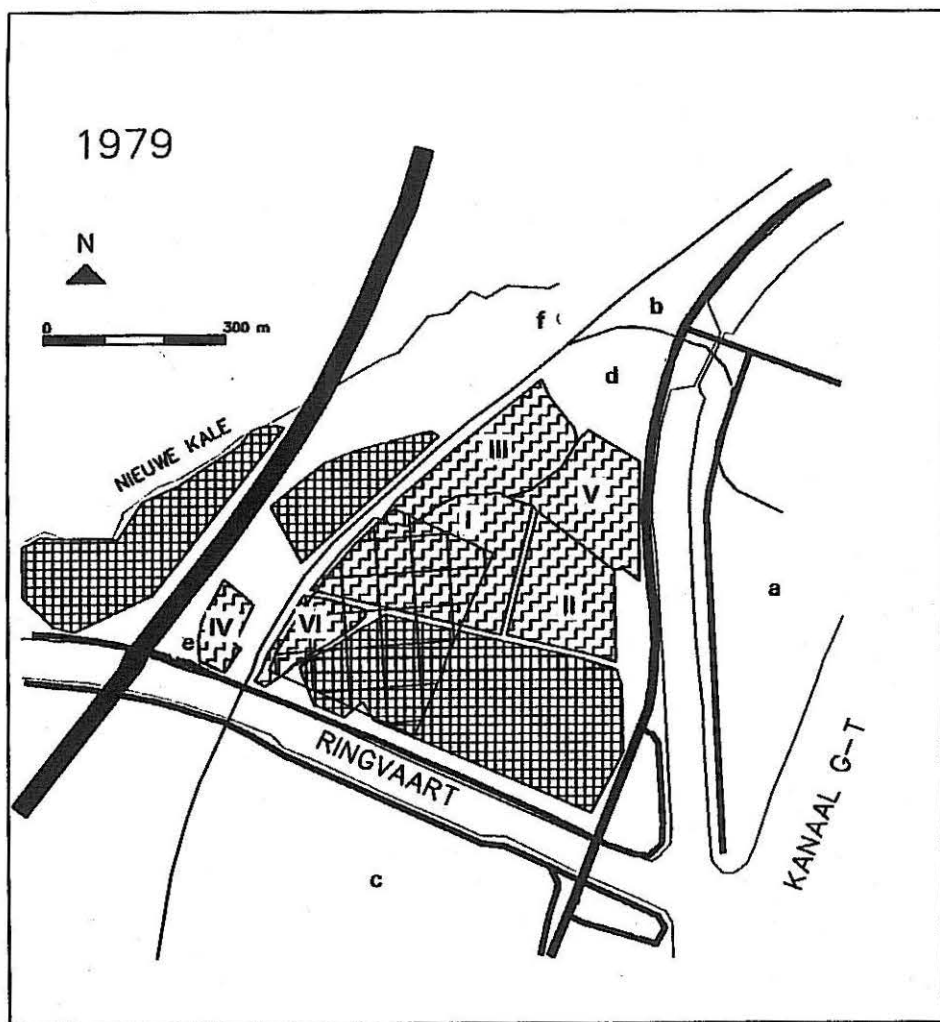 1979
N
0 300 m
b
f
d
NIEUWE KALE
III
V
I
II
a
IV
VI
e
RINGVAART
KANAAL G-T
c